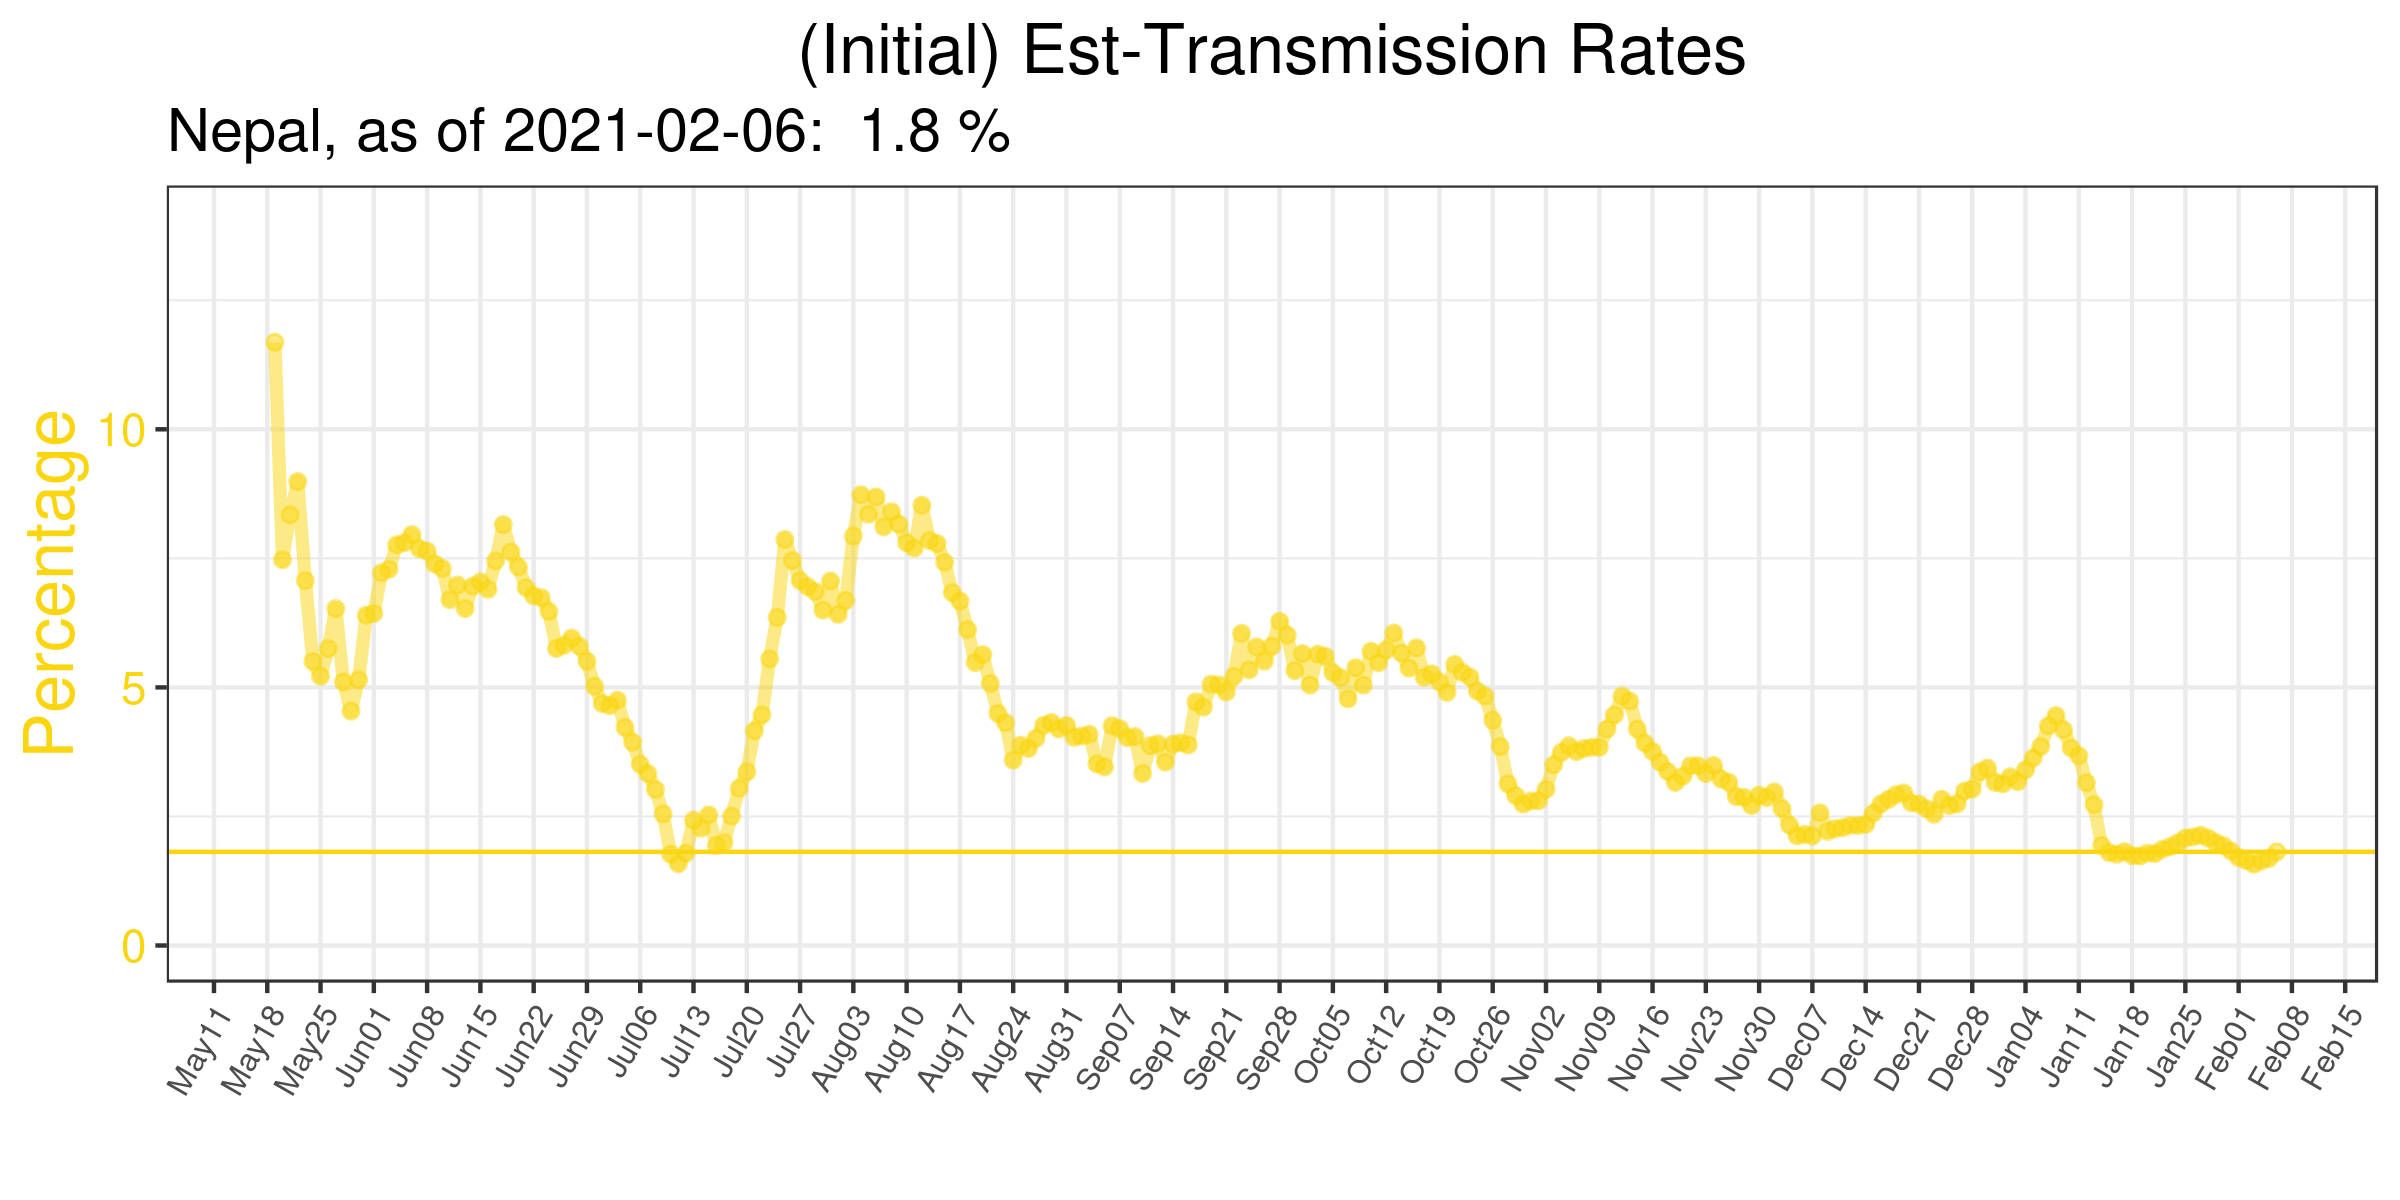 (Initial) Est-Transmission Rates
Nepal, as of 2021-02-06:  1.8 %
Percentage
10
5
0
May11
May18
May25
Jun01
Jun08
Jun15
Jun22
Jun29
Jul06
Jul13
Jul20
Jul27
Aug03
Aug10
Aug17
Aug24
Aug31
Sep07
Sep14
Sep21
Sep28
Oct05
Oct12
Oct19
Oct26
Nov02
Nov09
Nov16
Nov23
Nov30
Dec07
Dec14
Dec21
Dec28
Jan04
Jan11
Jan18
Jan25
Feb01
Feb08
Feb15